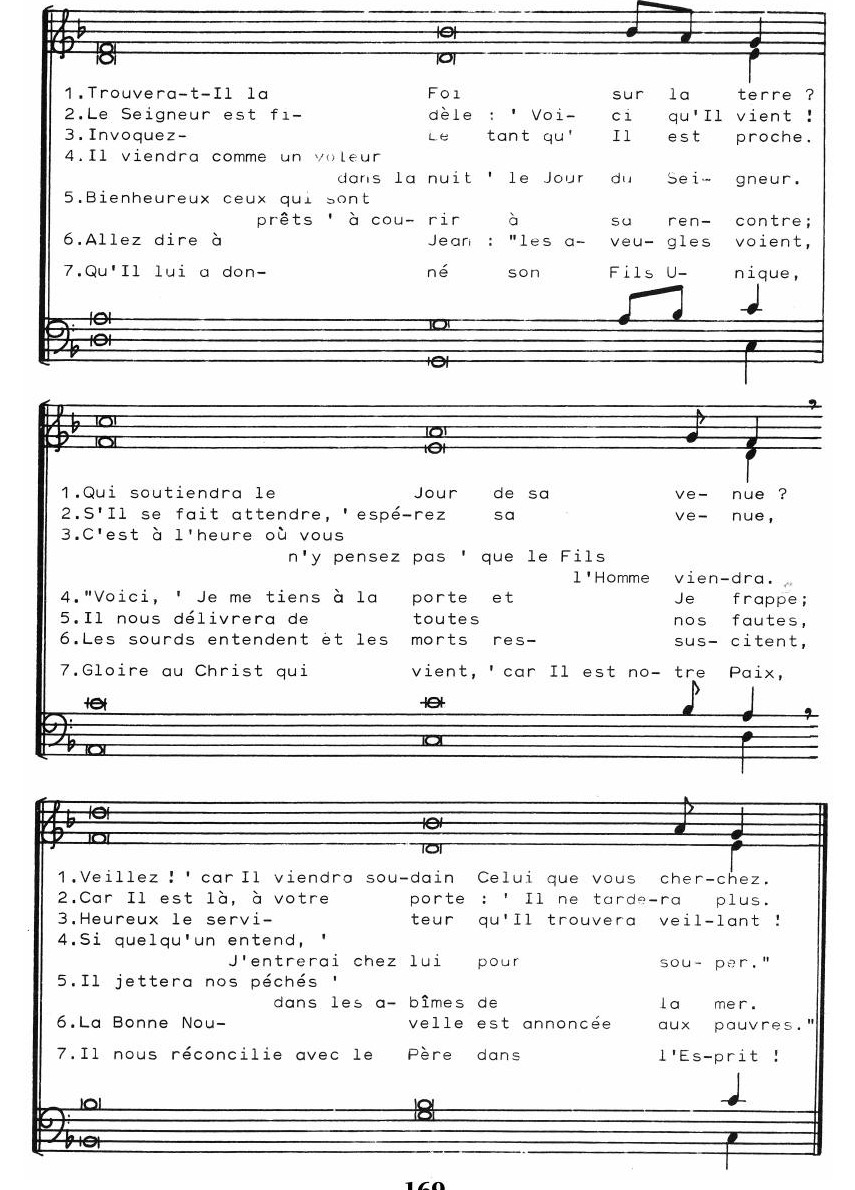 1.Trouvera-t-Il la Foi sur la terre ?
2.Le Seigneur est fi- dèle : ' Voi- ci qu'Il vient !
3.Invoquez- Le tant qu' Il est proche.
4.Il viendra comme un voleur
dans la nuit ' le Jour du Sei- gneur.
5.Bienheureux ceux qui sont
prêts ' à cou- rir à sa ren- contre;
6.Allez dire à Jean : "les a- veu- gles voient,
7.Qu'Il lui a don- né son Fils U- nique,
1.Qui soutiendra le Jour de sa ve- nue ?
2.S'Il se fait attendre, ' espé-rez sa ve- nue,
3.C'est à l'heure où vous
n'y pensez pas ' que le Fils
l'Homme vien-dra.
4."Voici, ' Je me tiens à la porte et Je frappe;
5.Il nous délivrera de toutes nos fautes,
6.Les sourds entendent et les morts res- sus- citent,
7.Gloire au Christ qui vient, ' car Il est no- tre Paix,
1.Veillez ! ' car Il viendra sou-dain Celui que vous cher-chez.
2.Car Il est là, à votre porte : ' Il ne tarde-ra plus.
3.Heureux le servi- teur qu'Il trouvera veil-lant !
4.Si quelqu'un entend, '
J'entrerai chez lui pour sou- per."
5.Il jettera nos péchés '
dans les a- bîmes de la mer.
6.La Bonne Nou- velle est annoncée aux pauvres."
7.Il nous réconcilie avec le Père dans l'Es-prit !
169